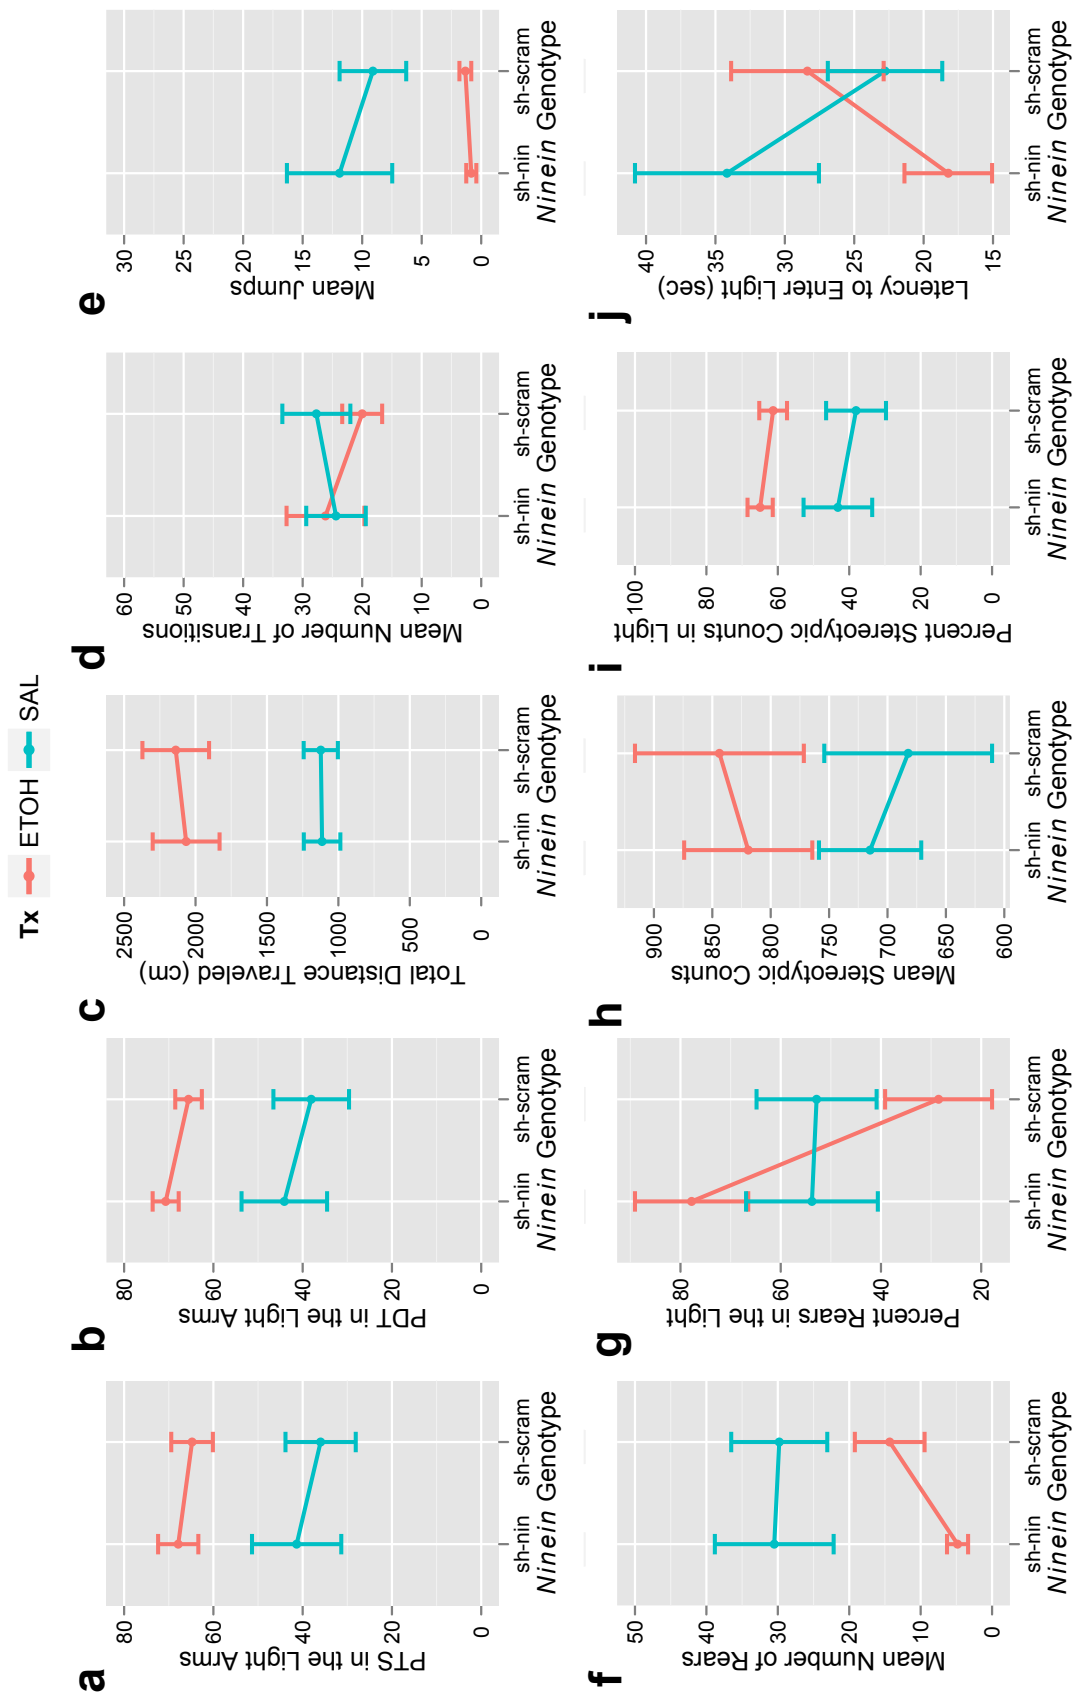 Tx ETOH SAL
a
PTS in the Light Arms
80
60
40
20
0
sh-nin sh-scram
Ninein Genotype
b
PDT in the Light Arms
80
60
40
20
0
sh-nin sh-scram
Ninein Genotype
c
Total Distance Traveled (cm)
2500
2000
1500
1000
500
0
sh-nin sh-scram
Ninein Genotype
d
Mean Number of Transitions
60
50
40
30
20
10
0
sh-nin sh-scram
Ninein Genotype
e
Mean Jumps
30
25
20
15
10
5
0
sh-nin sh-scram
Ninein Genotype
f
Mean Number of Rears
50
40
30
20
10
0
sh-nin sh-scram
Ninein Genotype
g
Percent Rears in the Light
80
60
40
20
sh-nin sh-scram
Ninein Genotype
h
Mean Stereotypic Counts
900
850
800
750
700
650
600
sh-nin sh-scram
Ninein Genotype
i
Percent Stereotypic Counts in Light
100
80
60
40
20
0
sh-nin sh-scram
Ninein Genotype
j
Latency to Enter Light (sec)
40
35
30
25
20
15
sh-nin sh-scram
Ninein Genotype